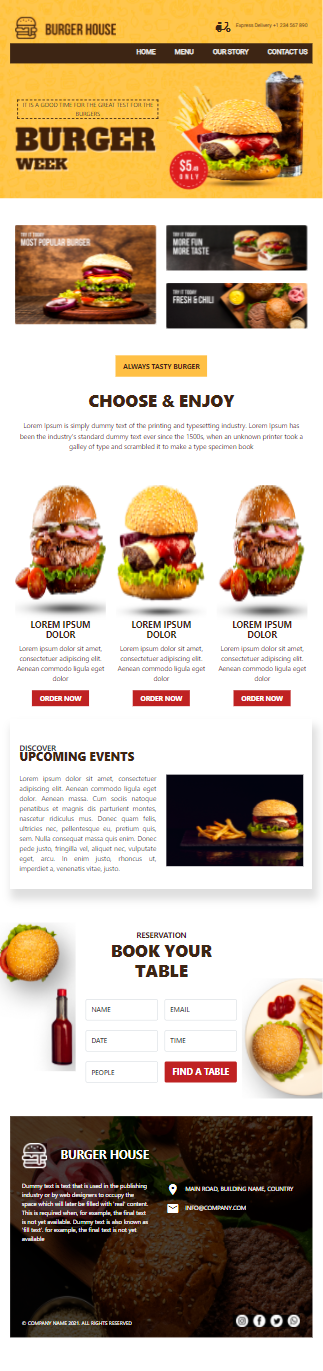 BURGER HOUSE
Express Delivery +1 234 567 890
HOME MENU OUR STORY CONTACT US
IT IS A GOOD TIME FOR THE GREAT TEST FOR THE
BURGERS
BURGER
WEEK
$5.
ONLY
TRY IT TODAY
MOST POPULAR BURGER
TRY IT TODAY
MORE FUN
MORE TASTE
TRY IT TODAY
FRESH & CHILI
ALWAYS TASTY BURGER
CHOOSE & ENJOY
Lorem Ipsum is simply dummy text of the printing and typesetting industry. Lorem Ipsum has
been the industry's standard dummy text ever since the 1500s, when an unknown printer took a
galley of type and scrambled it to make a type specimen book
LOREM IPSUM
DOLOR
Lorem ipsum dolor sit amet,
consectetuer adipiscing elit.
Aenean commodo ligula eget
dolor
ORDER NOW
LOREM IPSUM
DOLOR
Lorem ipsum dolor sit amet,
consectetuer adipiscing elit.
Aenean commodo ligula eget
dolor
ORDER NOW
LOREM IPSUM
DOLOR
Lorem ipsum dolor sit amet,
consectetuer adipiscing elit.
Aenean commodo ligula eget
dolor
ORDER NOW
DISCOVER
UPCOMING EVENTS
Lorem ipsum dolor sit amet, consectetuer
adipiscing elit. Aenean commodo ligula eget
dolor. Aenean massa. Cum sociis natoque
penatibus et magnis dis parturient montes,
nascetur ridiculus mus. Donec quam felis,
ultricies nec, pellentesque eu, pretium quis,
sem. Nulla consequat massa quis enim. Donec
pede justo, fringilla vel, aliquet nec, vulputate
eget, arcu. In enim justo, rhoncus ut,
imperdiet a, venenatis vitae, justo.
RESERVATION
BOOK YOUR
TABLE
NAME EMAIL
DATE TIME
PEOPLE FIND A TABLE
BURGER HOUSE
Dummy text is text that is used in the publishing
industry or by web designers to occupy the
space which will later be filled with 'real' content.
This is required when, for example, the final text
is not yet available. Dummy text is also known as
'fill text'. for example, the final text is not yet
available
MAIN ROAD, BUILDING NAME, COUNTRY
INFO@COMPANY.COM
© COMPANY NAME 2021. ALL RIGHTS RESERVED